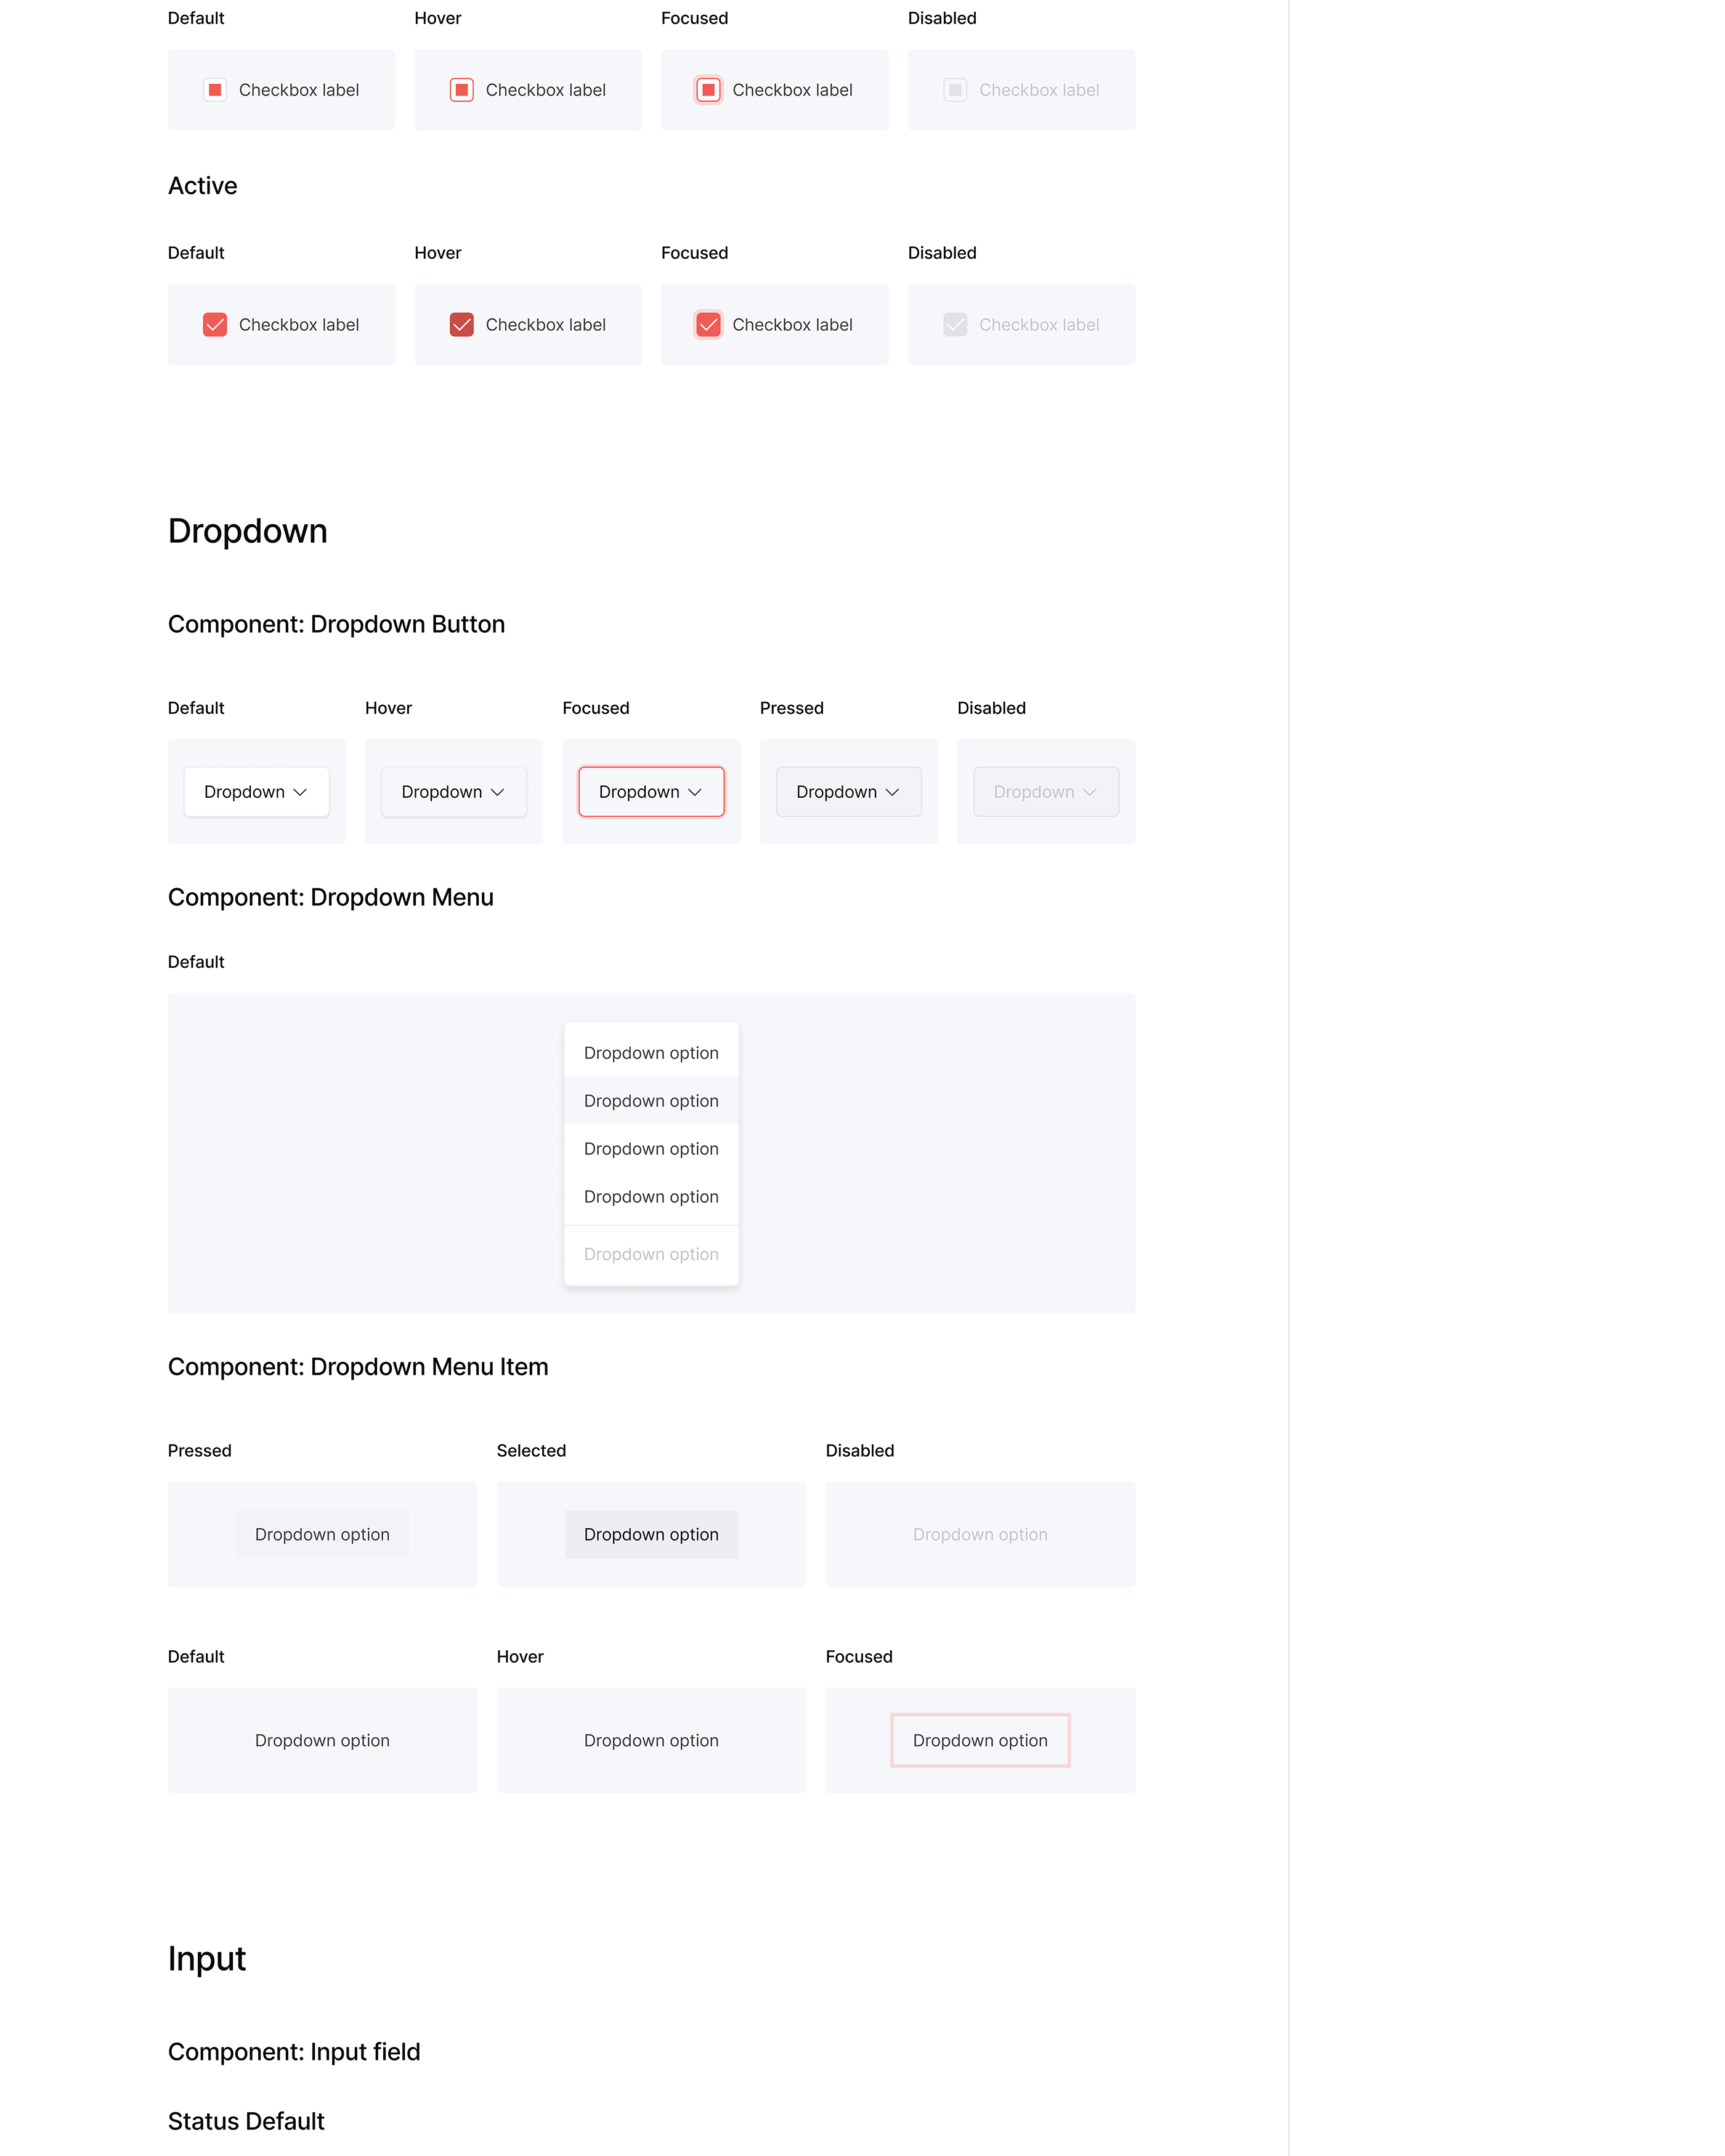 Default Hover Focused Disabled
Checkbox label Checkbox label Checkbox label Checkbox label
Active
Default Hover Focused Disabled
Checkbox label Checkbox label Checkbox label Checkbox label
Dropdown
Component: Dropdown Button
Default Hover Focused Pressed Disabled
Dropdown Dropdown Dropdown Dropdown Dropdown
Component: Dropdown Menu
Default
Dropdown option
Dropdown option
Dropdown option
Dropdown option
Dropdown option
Component: Dropdown Menu Item
Pressed Selected Disabled
Dropdown option Dropdown option Dropdown option
Default Hover Focused
Dropdown option Dropdown option Dropdown option
Input
Component: Input field
Status Default